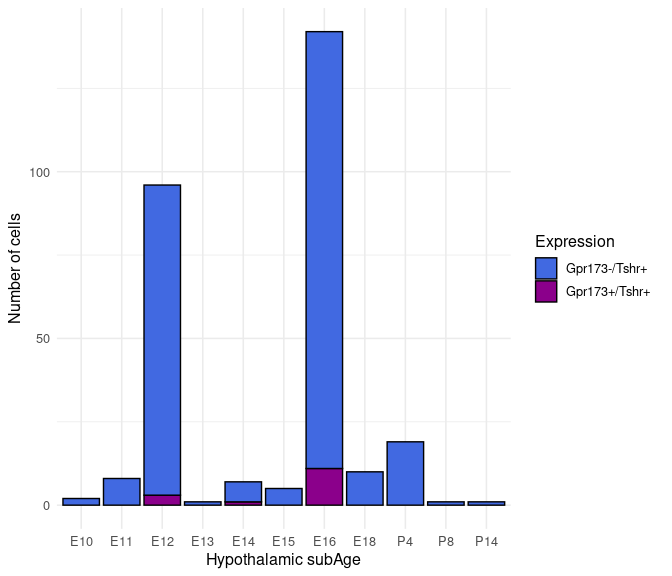 Number of cells
100
50
0
E10 E11 E12 E13 E14 E15 E16 E18 P4 P8 P14
Hypothalamic subAge
Expression
Gpr173-/Tshr+
Gpr173+/Tshr+